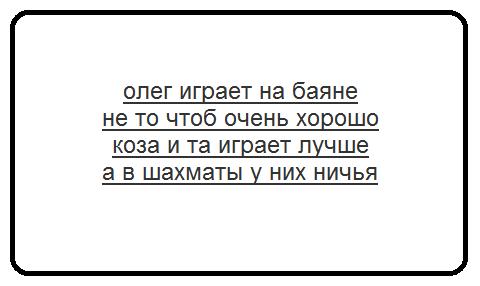 олег играет на баяне
не то чтоб очень хорошо
коза и та играет лучше
а в шахматы у них ничья